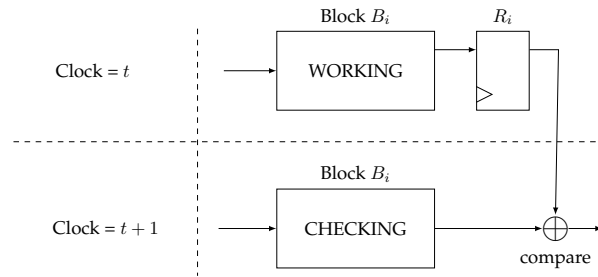 Block $B_i$
$R_i$
Clock = $t$
WORKING
Block $B_i$
Clock = $t + 1$
CHECKING
compare